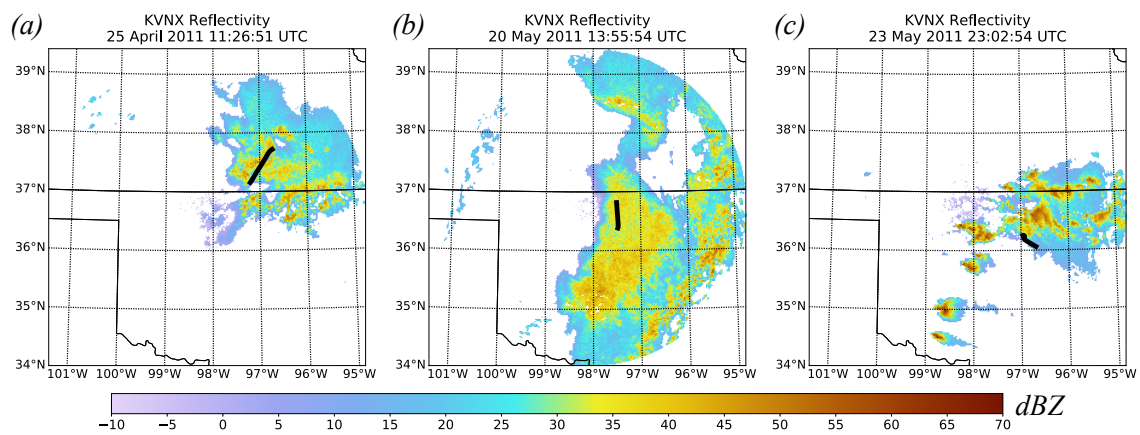 (a)
KVNX Reflectivity
25 April 2011 11:26:51 UTC
39°N
38°N
37°N
36°N
35°N
34°N
101°W 100°W 99°W 98°W 97°W 96°W 95°W
(b)
KVNX Reflectivity
20 May 2011 13:55:54 UTC
39°N
38°N
37°N
36°N
35°N
34°N
101°W 100°W 99°W 98°W 97°W 96°W 95°W
(c)
KVNX Reflectivity
23 May 2011 23:02:54 UTC
39°N
38°N
37°N
36°N
35°N
34°N
101°W 100°W 99°W 98°W 97°W 96°W 95°W
−10 −5 0 5 10 15 20 25 30 35 40 45 50 55 60 65 70
dBZ